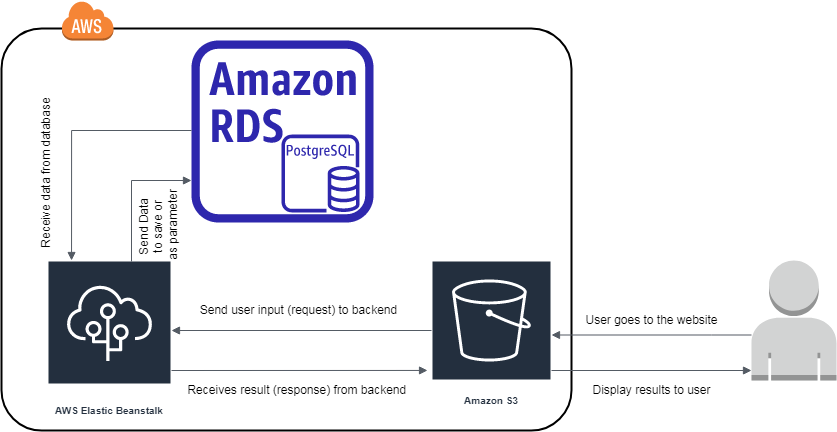 AWS
Amazon
RDS
PostgreSQL
Receive data from database
Send Data
to save or
as parameter
Send user input (request) to backend
User goes to the website
Receives result (response) from backend
Display results to user
AWS Elastic Beanstalk
Amazon S3